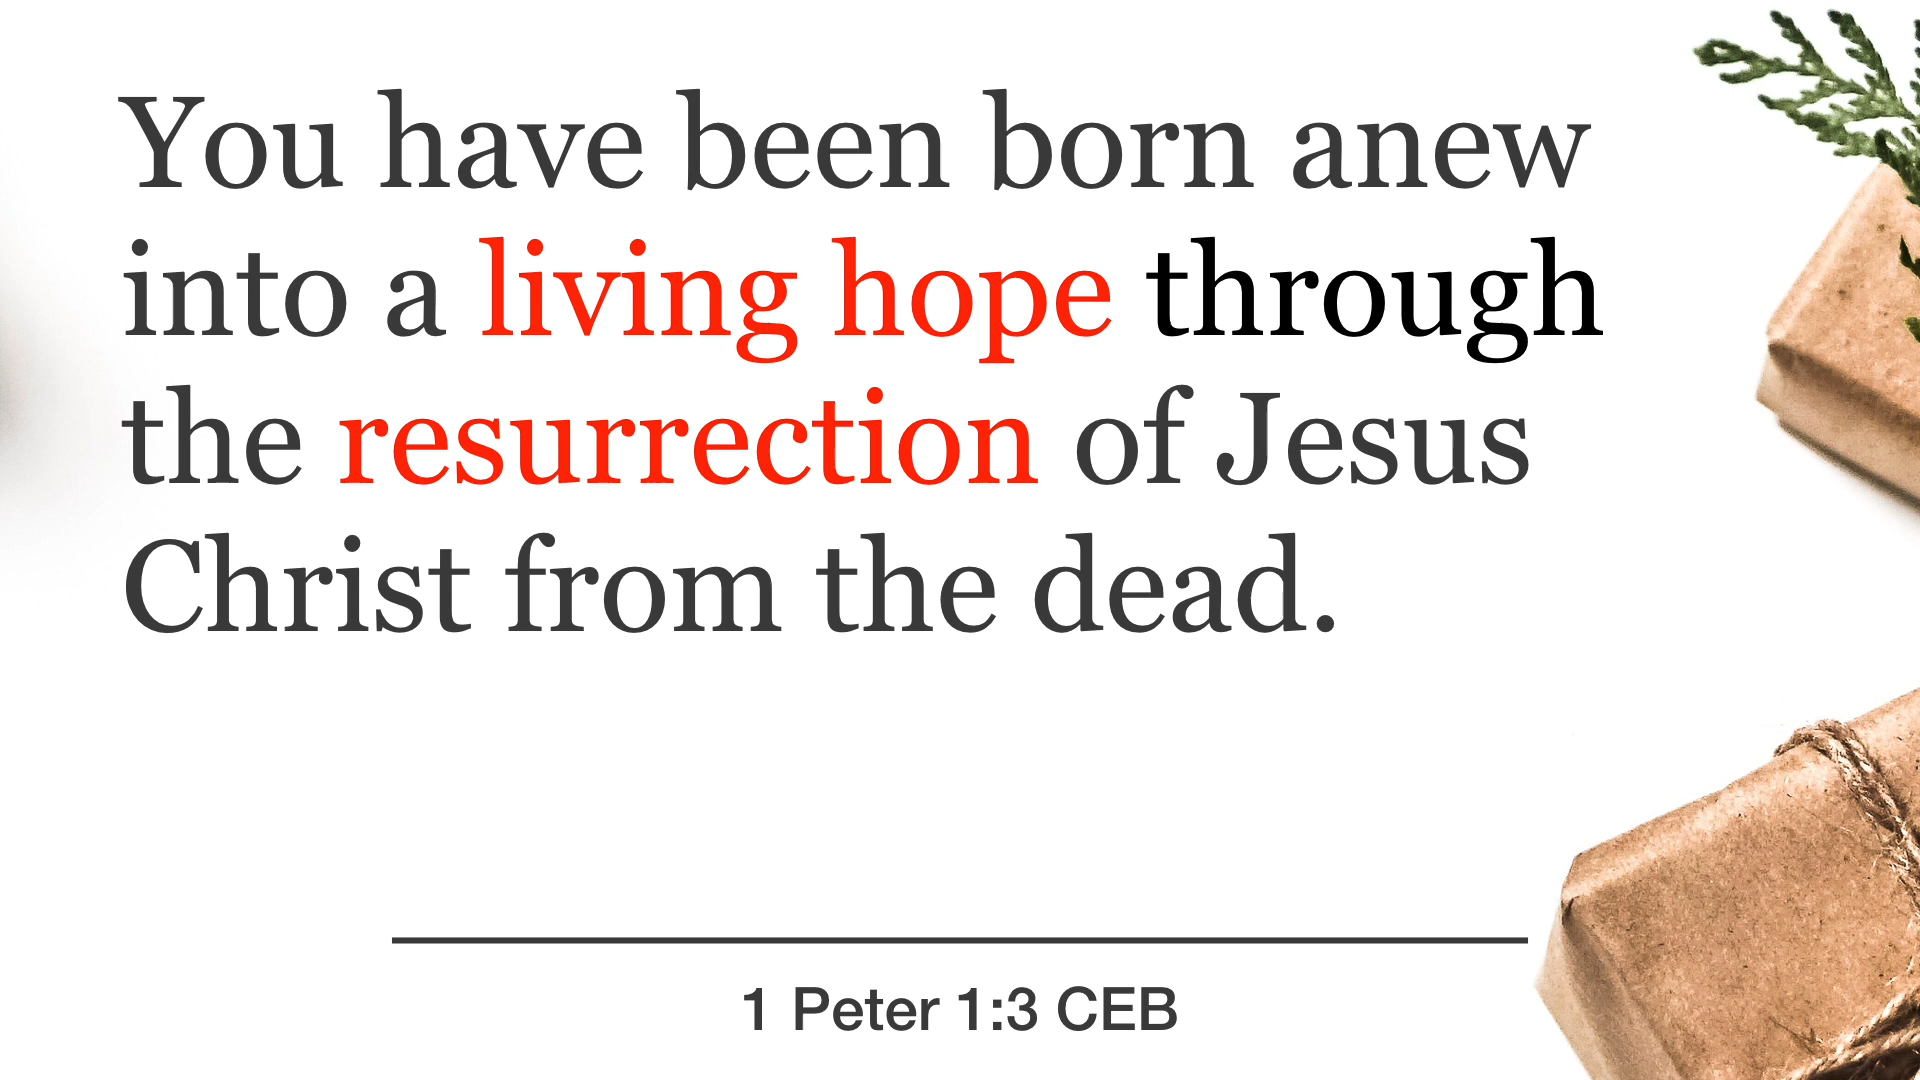 You have been born anew
into a living hope through
the resurrection of Jesus
Christ from the dead.
1 Peter 1:3 CEB